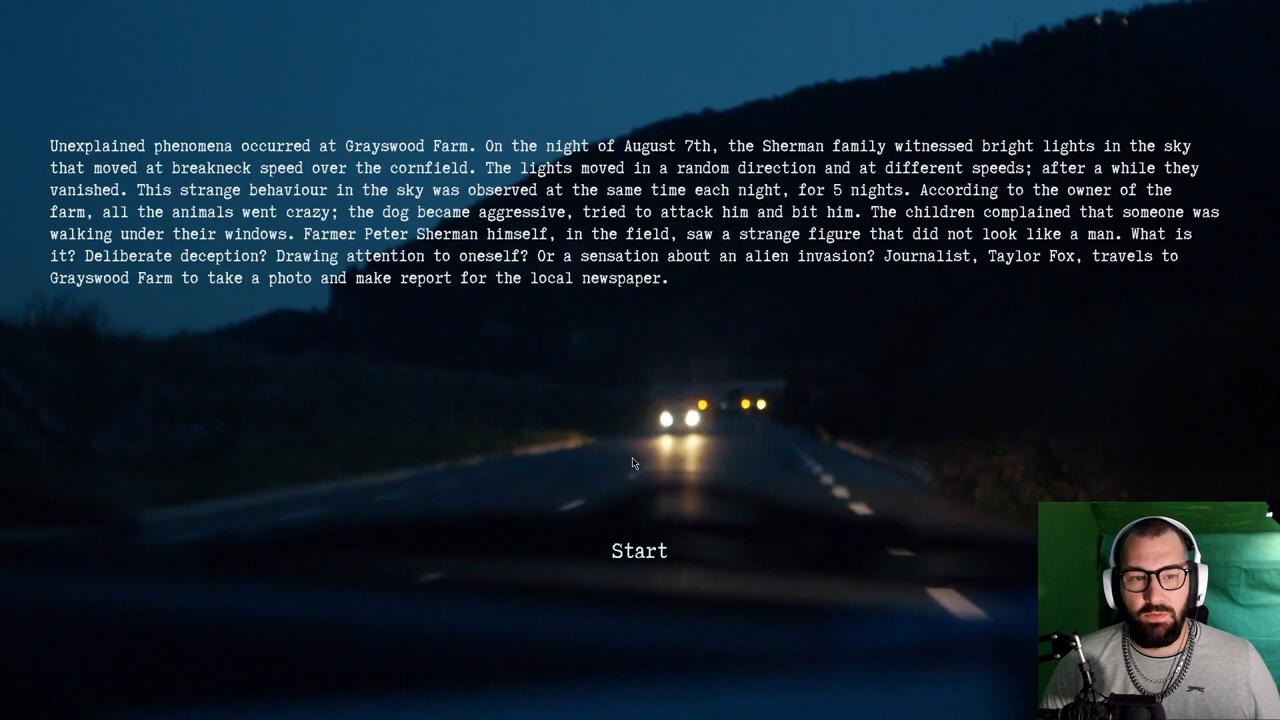 Unexplained phenomena occurred at Grayswood Farm. On the night of August 7th, the Sherman family witnessed bright lights in the sky
that moved at breakneck speed over the cornfield. The lights moved in a random direction and at different speeds; after a while they
vanished. This strange behaviour in the sky was observed at the same time each night, for 5 nights. According to the owner of the
farm, all the animals went crazy; the dog became aggressive, tried to attack him and bit him. The children complained that someone was
walking under their windows. Farmer Peter Sherman himself, in the field, saw a strange figure that did not look like a man. What is
it? Deliberate deception? Drawing attention to oneself? Or a sensation about an alien invasion? Journalist, Taylor Fox, travels to
Grayswood Farm to take a photo and make report for the local newspaper.
Start